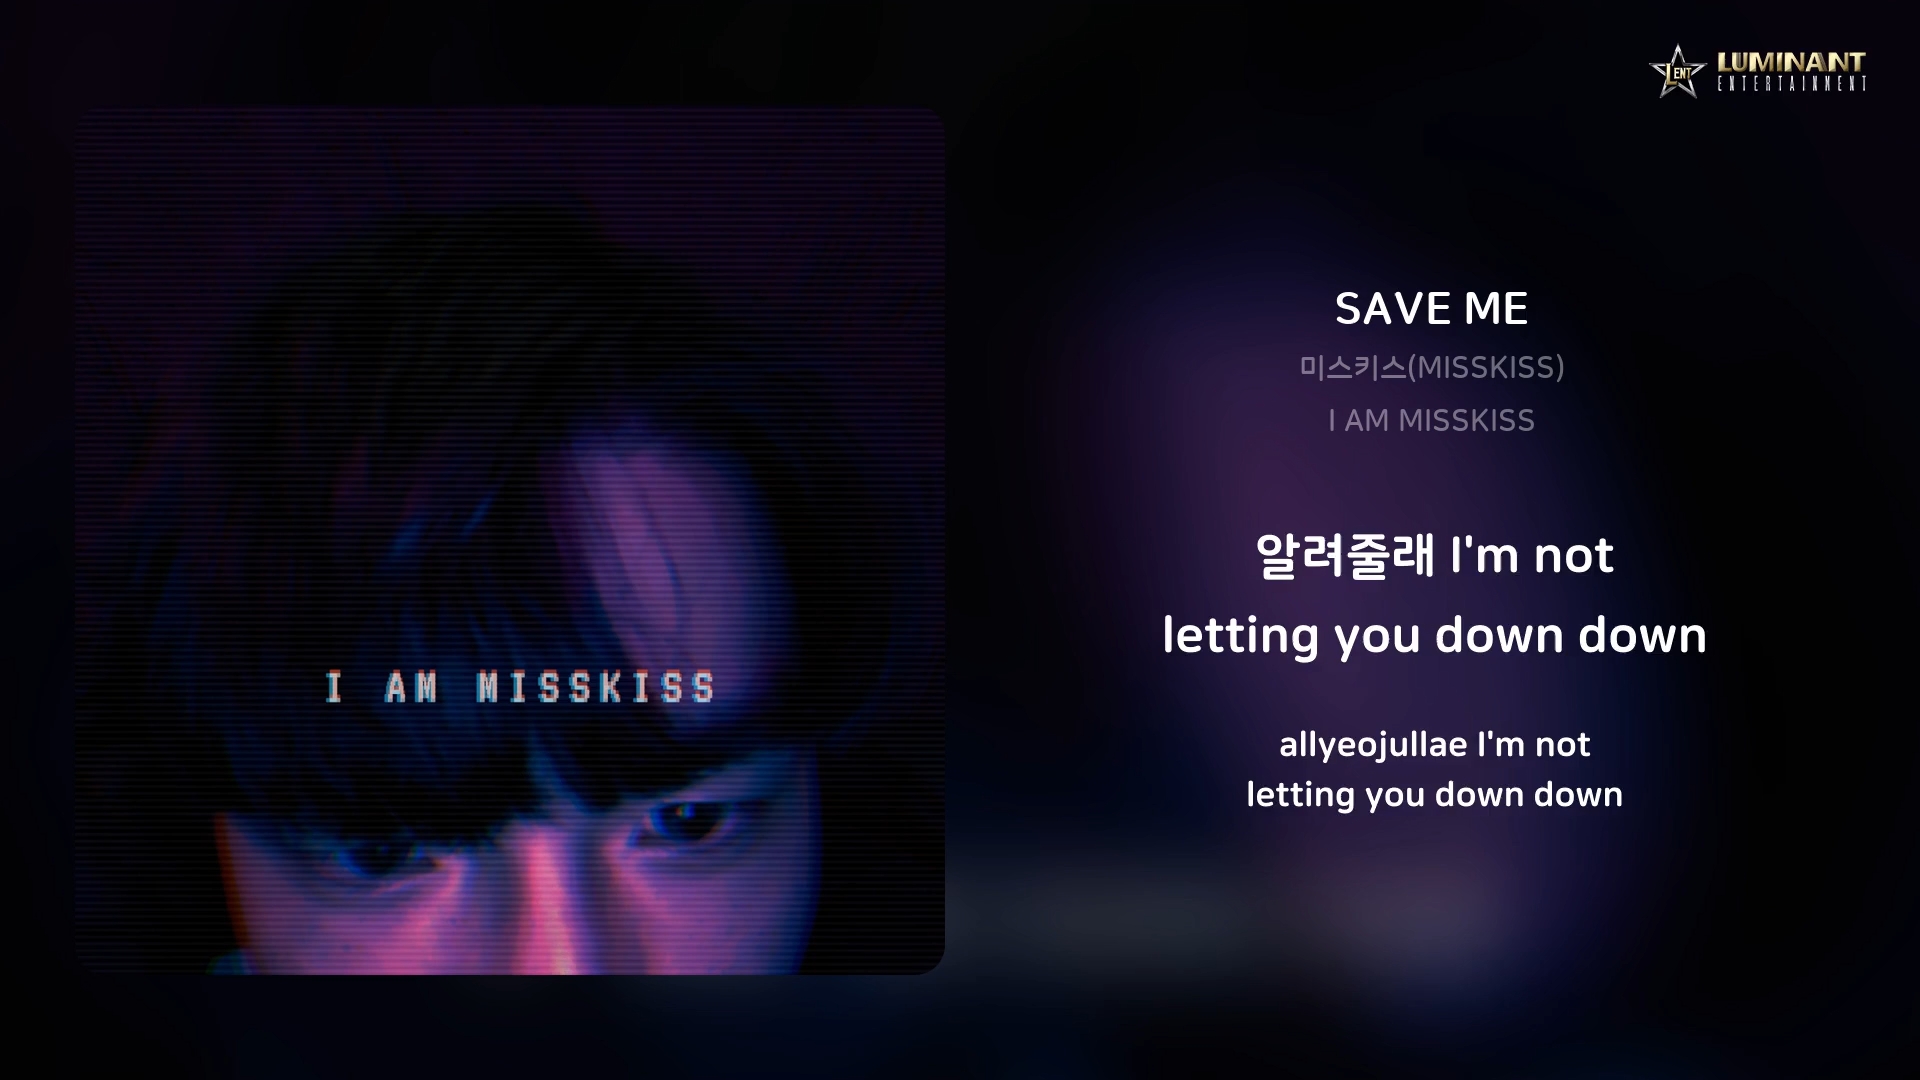 LENT
LUMINANT
ENTERTAINMENT
I AM MISSKISS
SAVE ME
미스키스(MISSKISS)
I AM MISSKISS
알려줄래 I'm not
letting you down down
allyeojullae I'm not
letting you down down